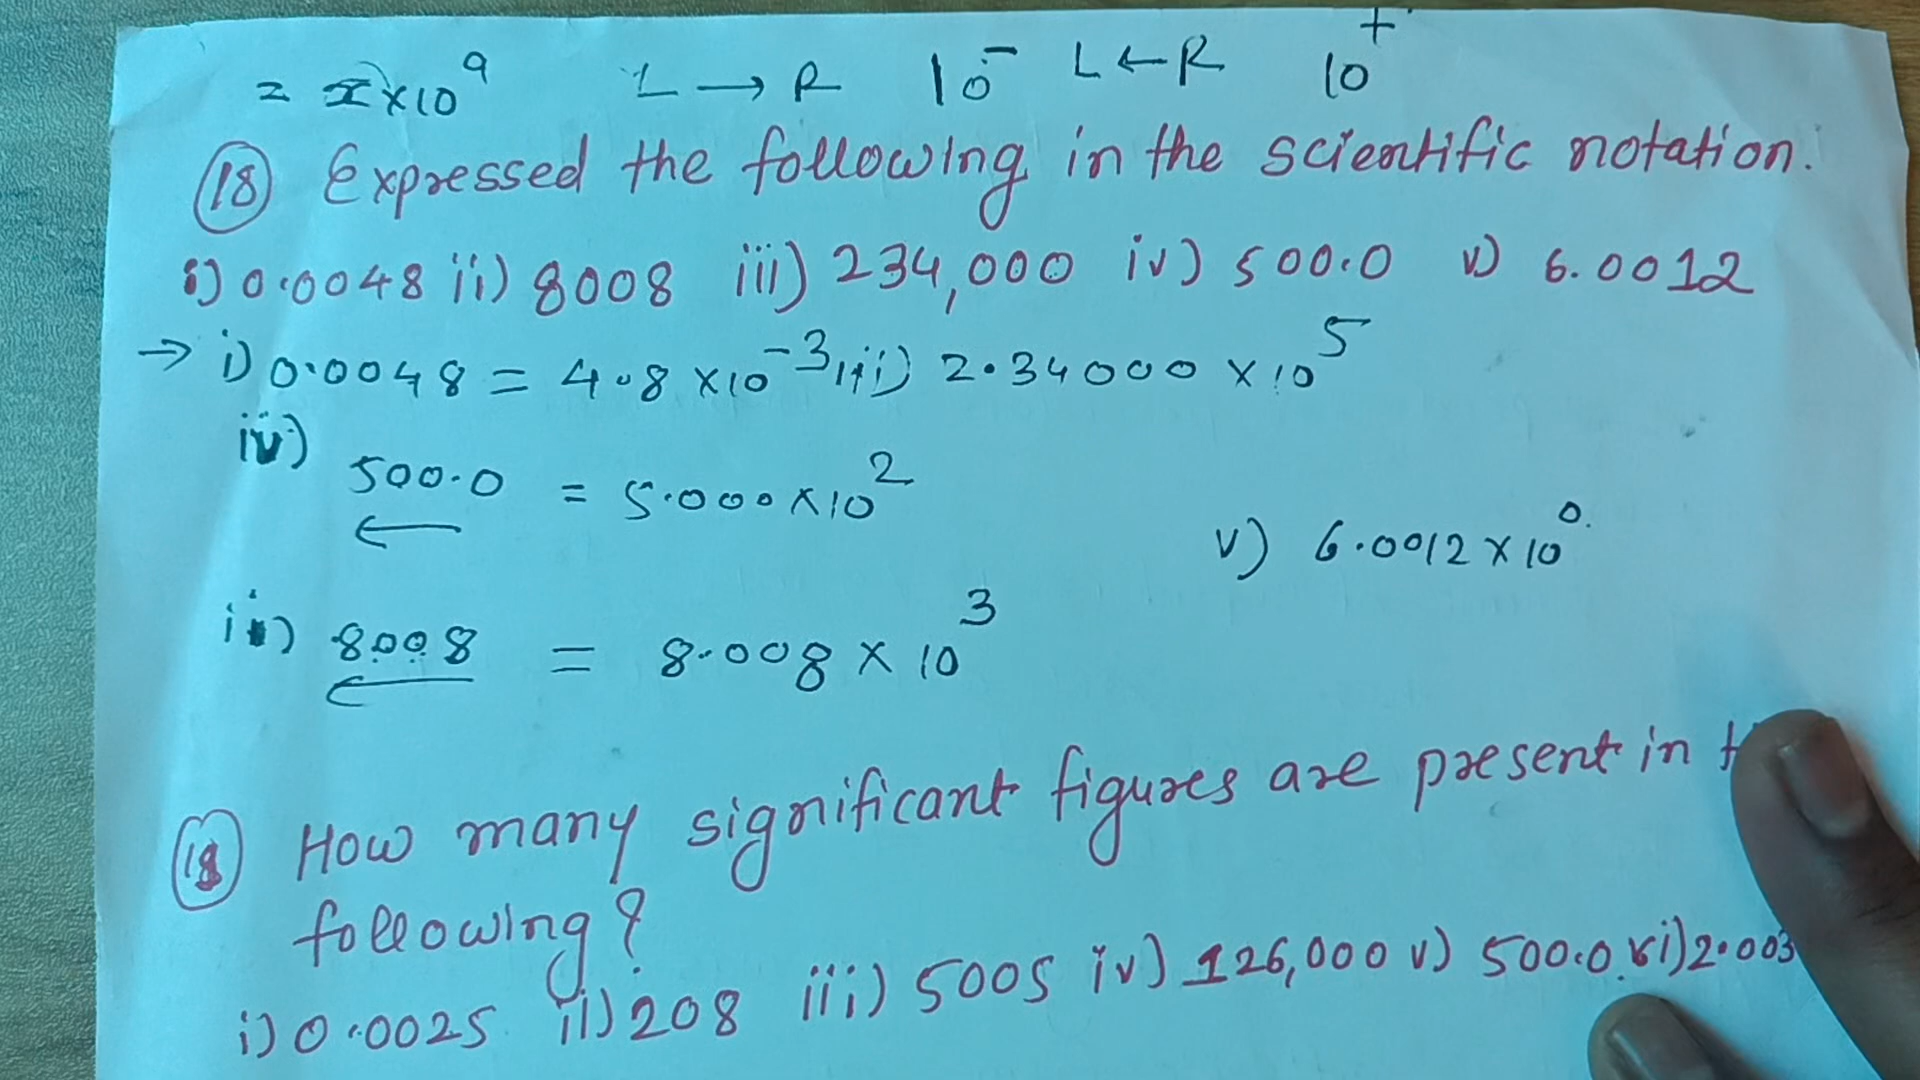 = x×10⁹ L → R 10⁻ L ← R 10⁺
(18) Expressed the following in the scientific notation.
i) 0.0048 ii) 8008 iii) 234,000 iv) 500.0 v) 6.0012
→ i) 0.0048 = 4.8 ×10⁻³ iii) 2.34000 × 10⁵
iv) 500.0 = 5.000×10²
v) 6.0012×10⁰.
ii) 8008 = 8.008 × 10³
How many significant figures are present in
following?
i) 0.0025 ii) 208 iii) 5005 iv) 126,000 v) 500.0 vi) 2.003